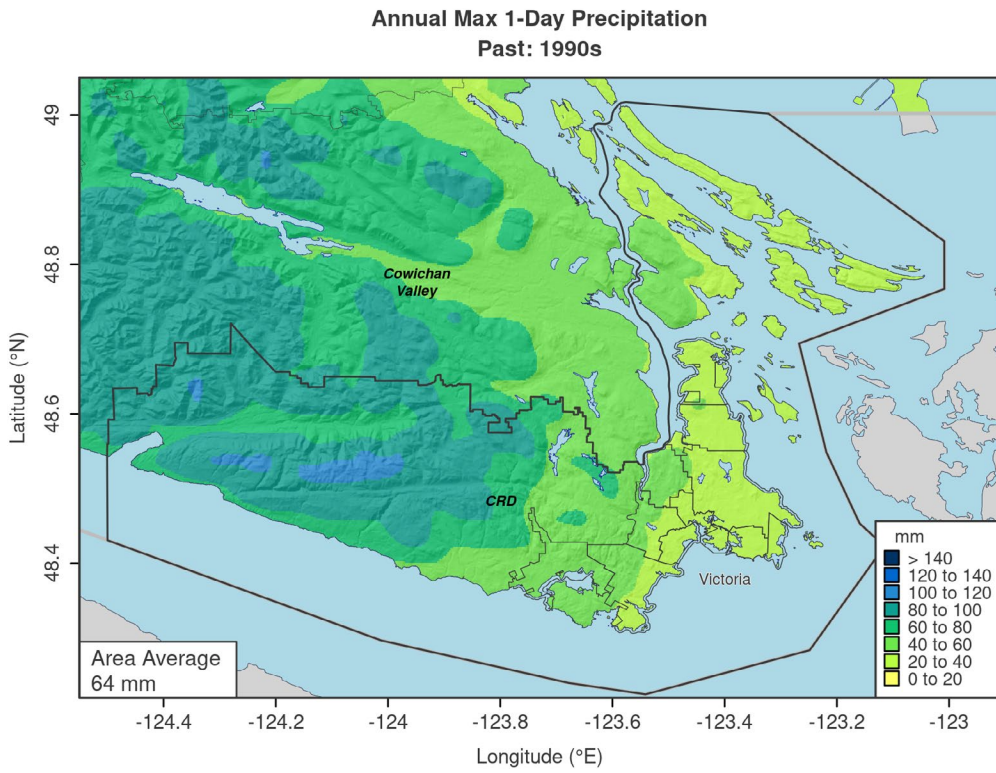 Annual Max 1-Day Precipitation
Past: 1990s
Latitude (°N)
49
48.8
48.6
48.4
Cowichan
Valley
CRD
Victoria
mm
> 140
120 to 140
100 to 120
80 to 100
60 to 80
40 to 60
20 to 40
0 to 20
Area Average
64 mm
-124.4
-124.2
-124
-123.8
-123.6
-123.4
-123.2
-123
Longitude (°E)